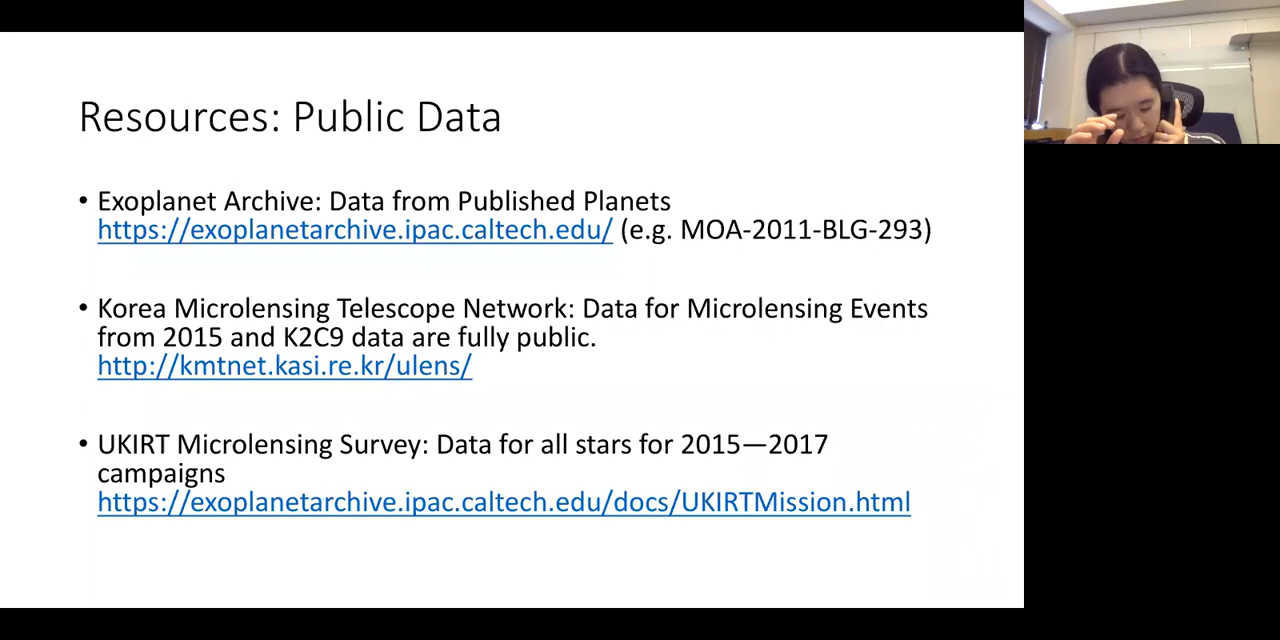 Resources: Public Data
• Exoplanet Archive: Data from Published Planets
https://exoplanetarchive.ipac.caltech.edu/ (e.g. MOA-2011-BLG-293)
• Korea Microlensing Telescope Network: Data for Microlensing Events
from 2015 and K2C9 data are fully public.
http://kmtnet.kasi.re.kr/ulens/
• UKIRT Microlensing Survey: Data for all stars for 2015—2017
campaigns
https://exoplanetarchive.ipac.caltech.edu/docs/UKIRTMission.html